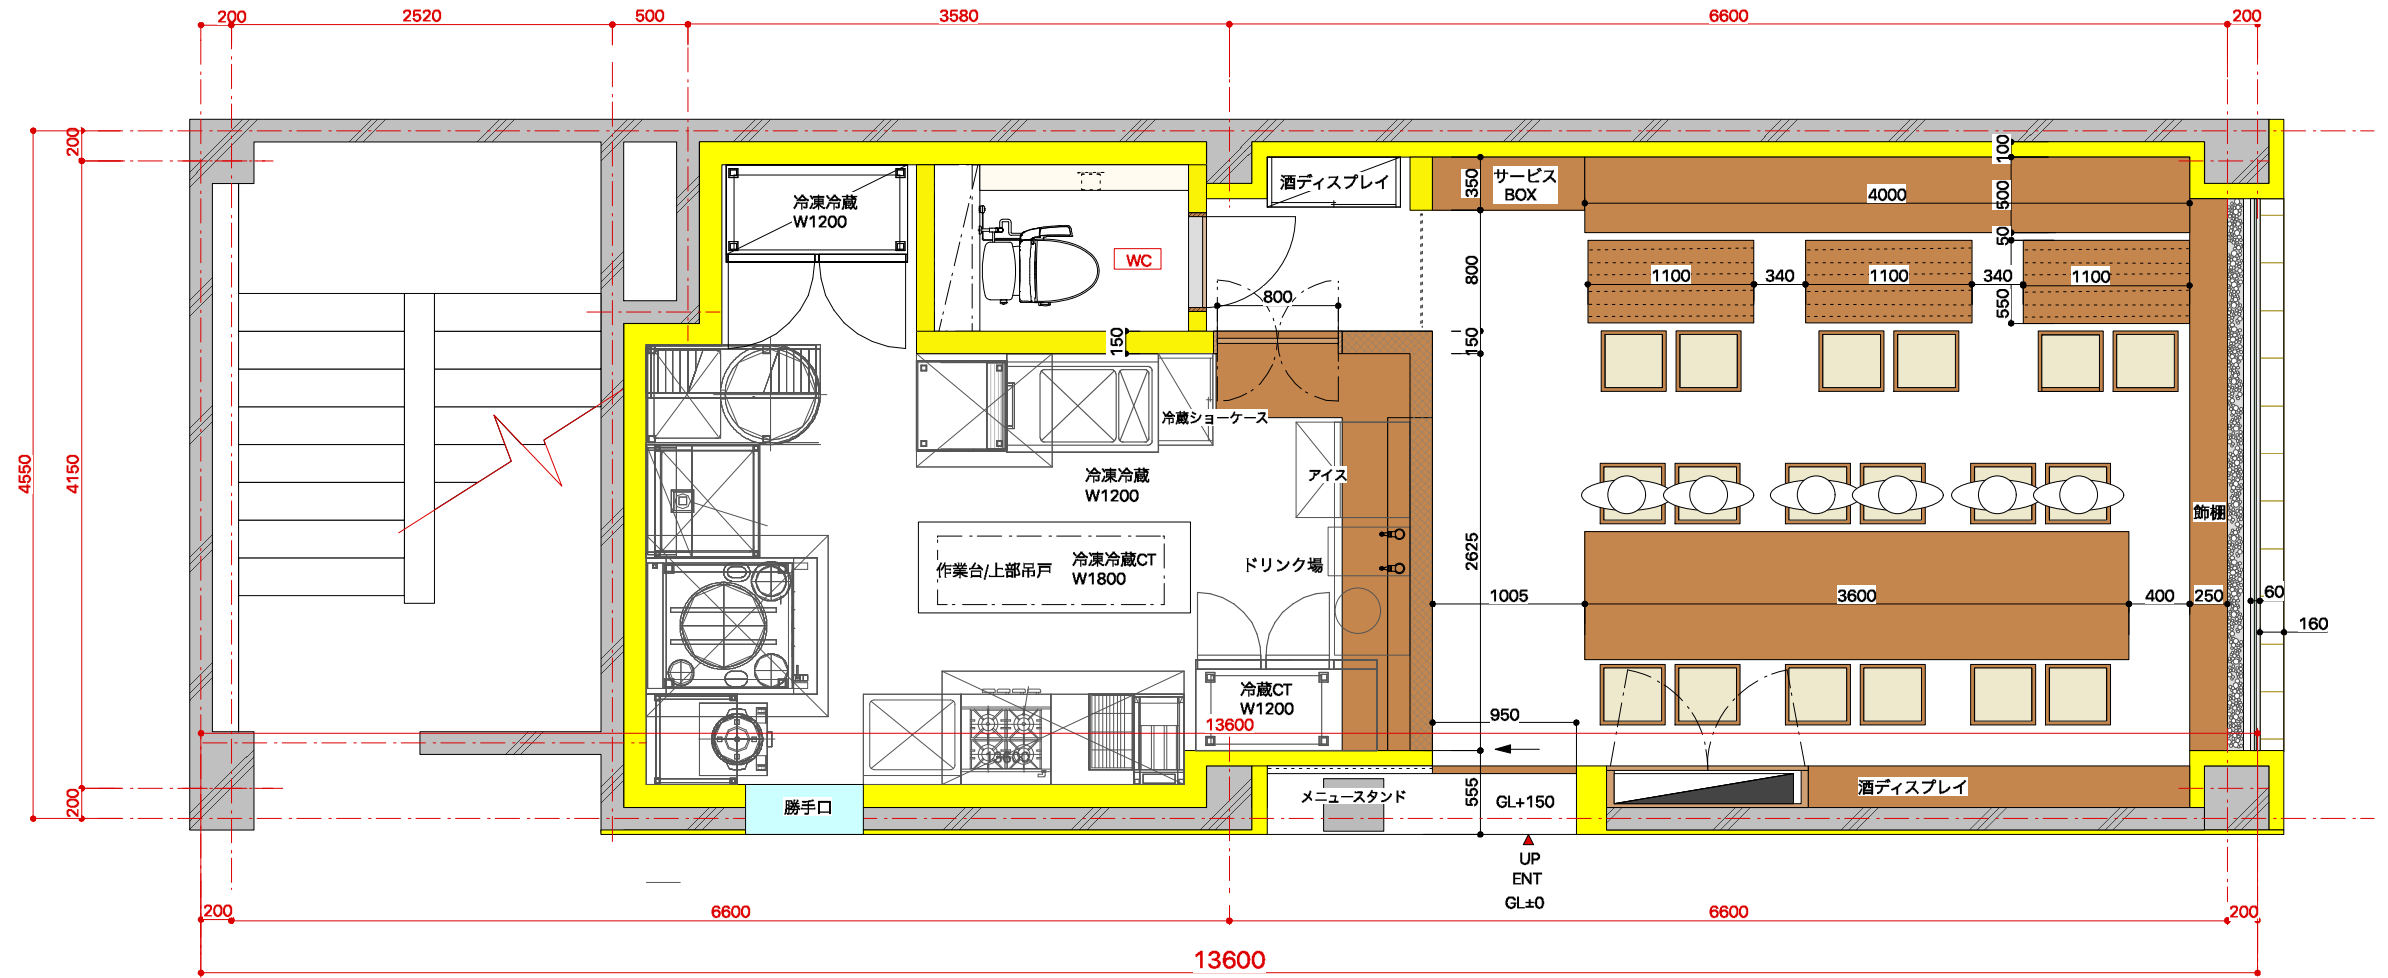 200
2520
500
3580
6600
200
200
4550
4150
200
冷凍冷蔵
W1200
WC
酒ディスプレイ
350
サービス
BOX
100
4000
500
50
800
800
1100
340
1100
340
1100
550
150
150
冷蔵ショーケース
冷凍冷蔵
W1200
アイス
飾棚
2625
作業台/上部吊戸
冷凍冷蔵CT
W1800
ドリンク場
1005
3600
400
250
60
160
冷蔵CT
W1200
13600
950
勝手口
メニュースタンド
555
GL+150
酒ディスプレイ
UP
ENT
GL±0
200
6600
6600
200
13600